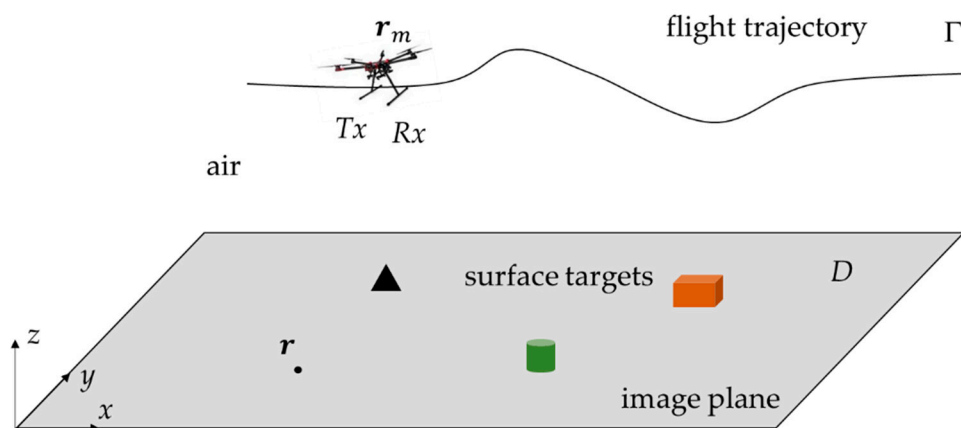 flight trajectory Γ
r_m
Tx Rx
air
surface targets D
z
r
y
x
image plane